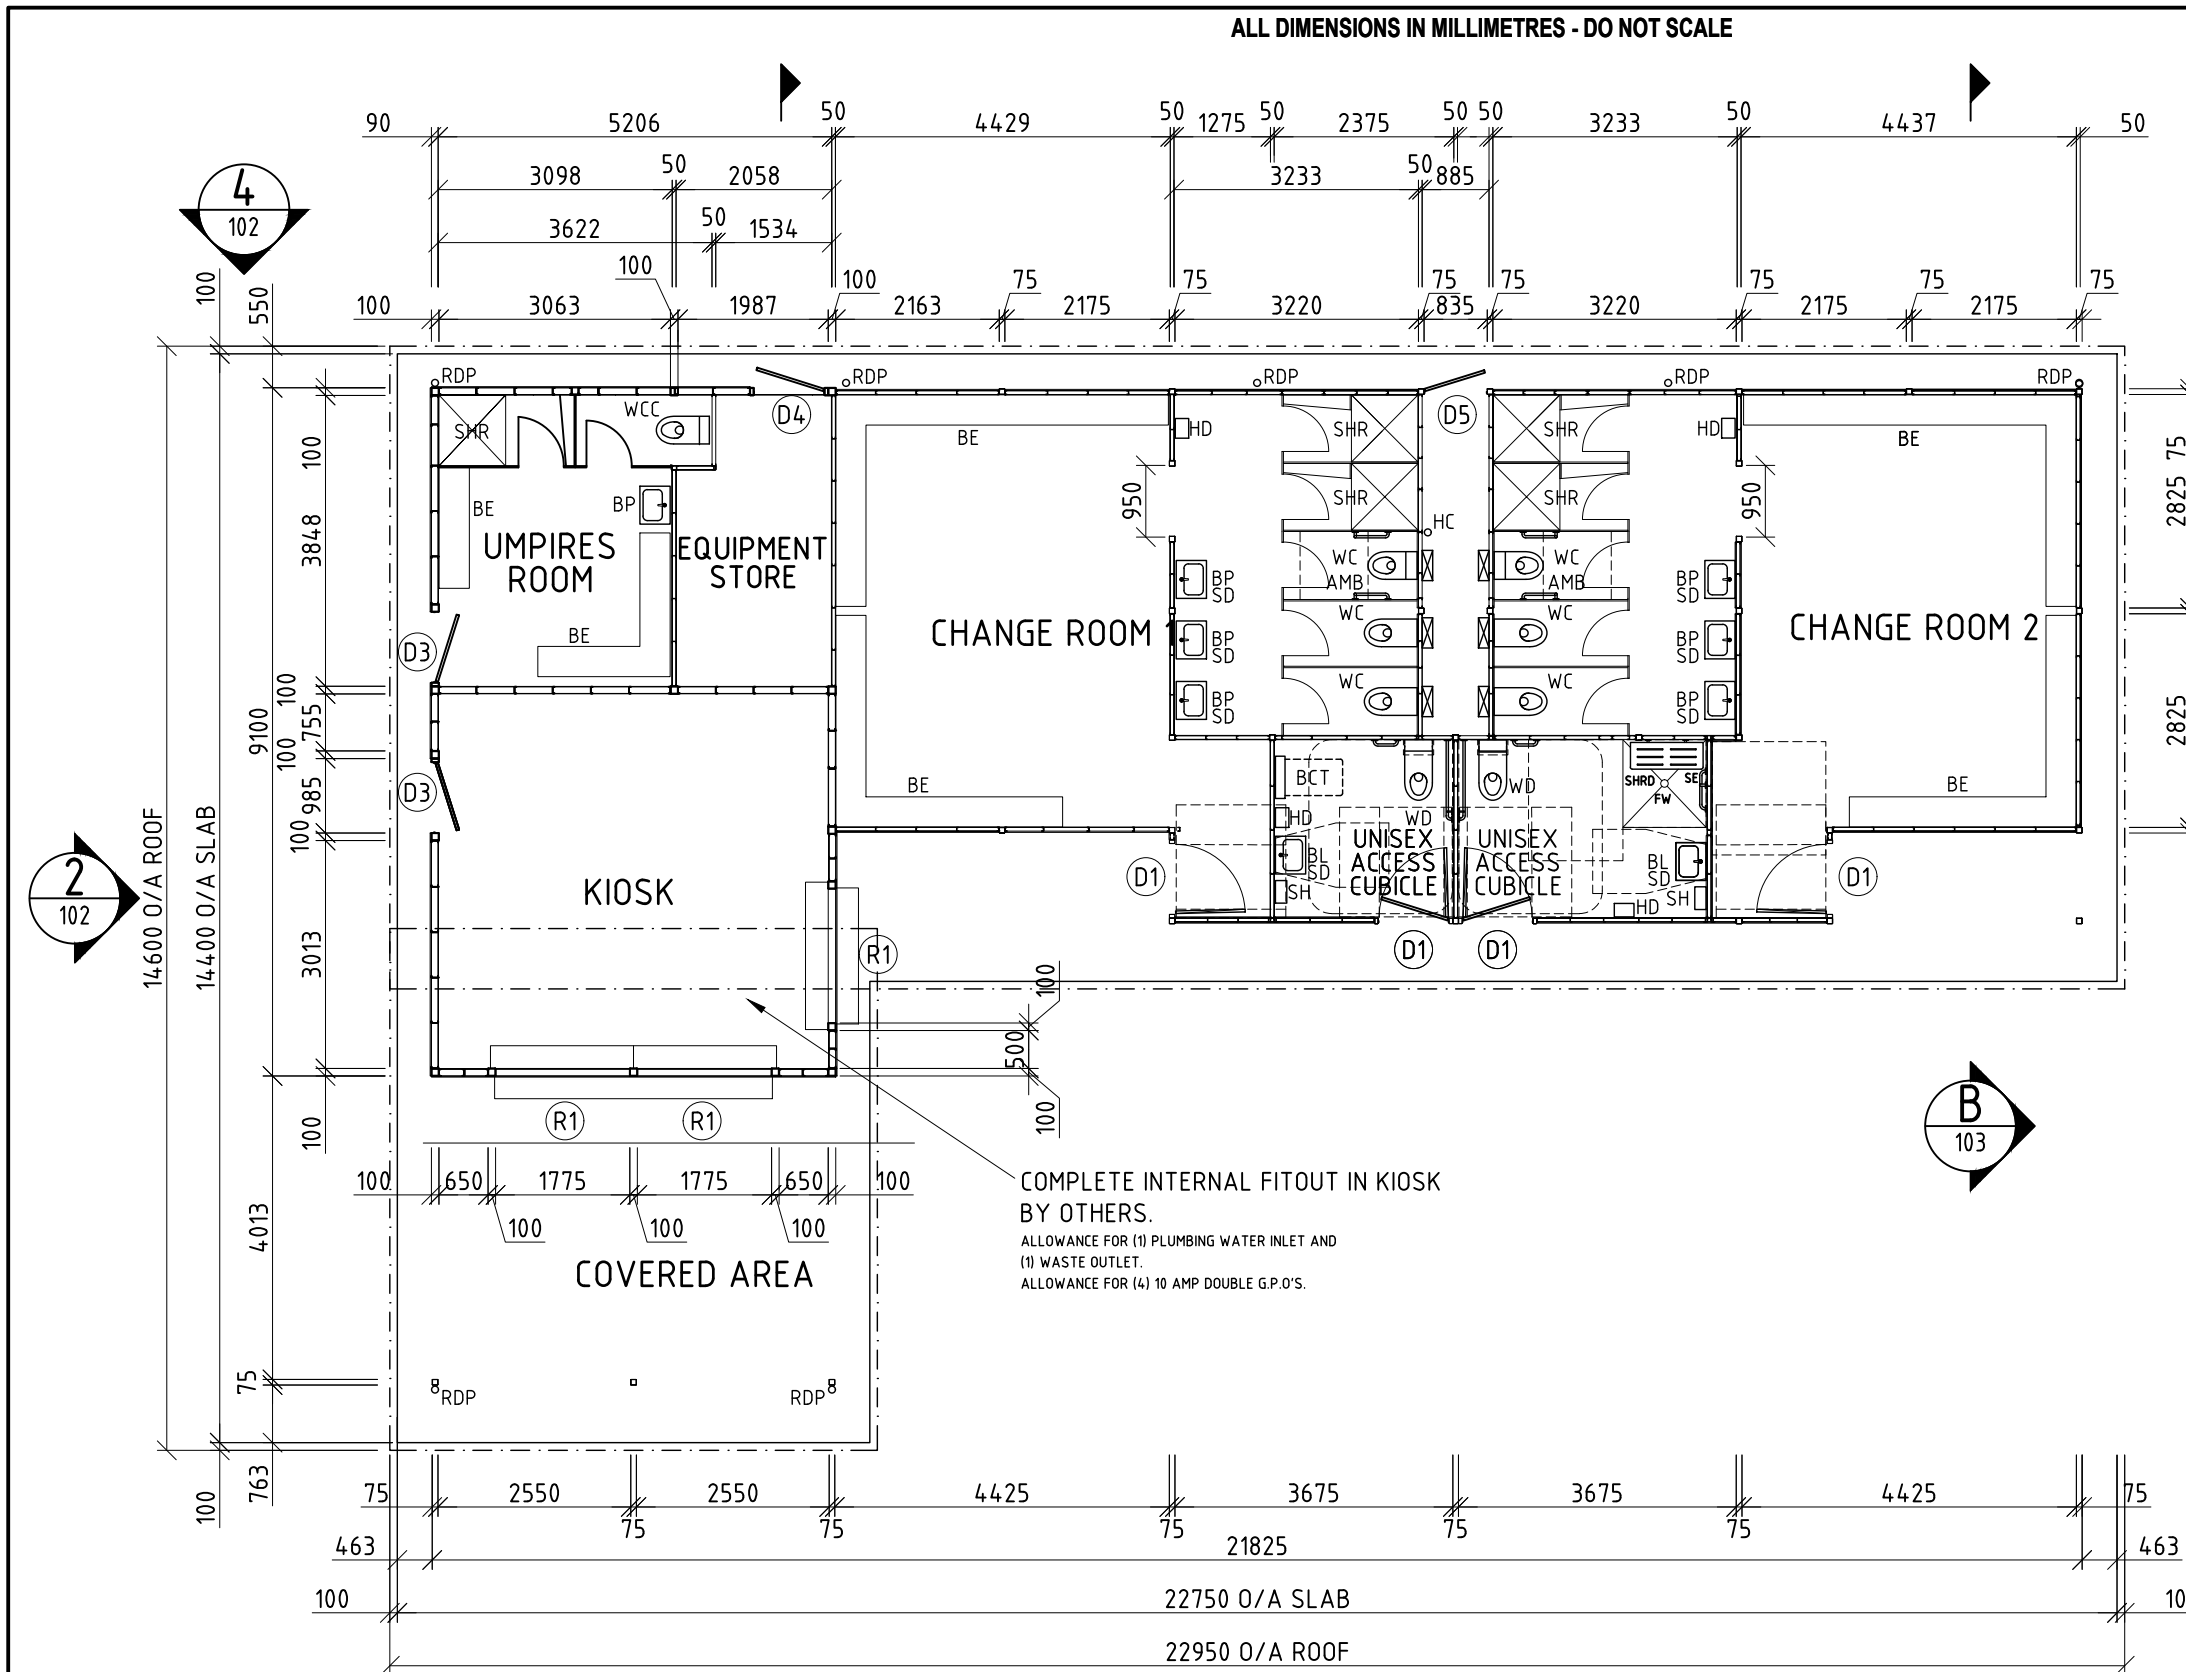 ALL DIMENSIONS IN MILLIMETRES - DO NOT SCALE
90 5206 50 4429 50 1275 50 2375 50 50 3233 50 4437 50
3098 50 2058 3233 50 885
3622 50 1534
4
102
100 550
100 3063 100 1987 100 2163 75 2175 75 3220 75 835 75 3220 75 2175 75 2175 75
RDP RDP RDP RDP RDP
WCC D4 D5
SHR BE HD SHR SHR HD BE
100
BE BP 950 SHR SHR 950
HC
2825 75
UMPIRES
ROOM
EQUIPMENT
STORE
3848
WC
AMB
WC
AMB
BP
SD
BP
SD
BE WC WC
CHANGE ROOM 1
CHANGE ROOM 2
BP
SD
BP
SD
D3
WC WC
BP
SD
BP
SD
100
755
100
985
100
9100
2825
D3
BE BCT WD SHRD SE BE
FW
HD WD
UNISEX
ACCESS
CUBICLE
UNISEX
ACCESS
CUBICLE
BL
SD
BL
SD
D1 SH HD SH D1
KIOSK
2
102
14600 O/A ROOF
14400 O/A SLAB
3013
R1 D1 D1
100
500
100
R1 R1
100
B
103
100 650 1775 1775 650 100
100 100 100
COMPLETE INTERNAL FITOUT IN KIOSK
BY OTHERS.
ALLOWANCE FOR (1) PLUMBING WATER INLET AND
(1) WASTE OUTLET.
ALLOWANCE FOR (4) 10 AMP DOUBLE G.P.O'S.
4013
COVERED AREA
75
RDP RDP
763
100
75 2550 2550 4425 3675 3675 4425 75
75 75 75 75 75
463 21825 463
100 22750 O/A SLAB 10
22950 O/A ROOF